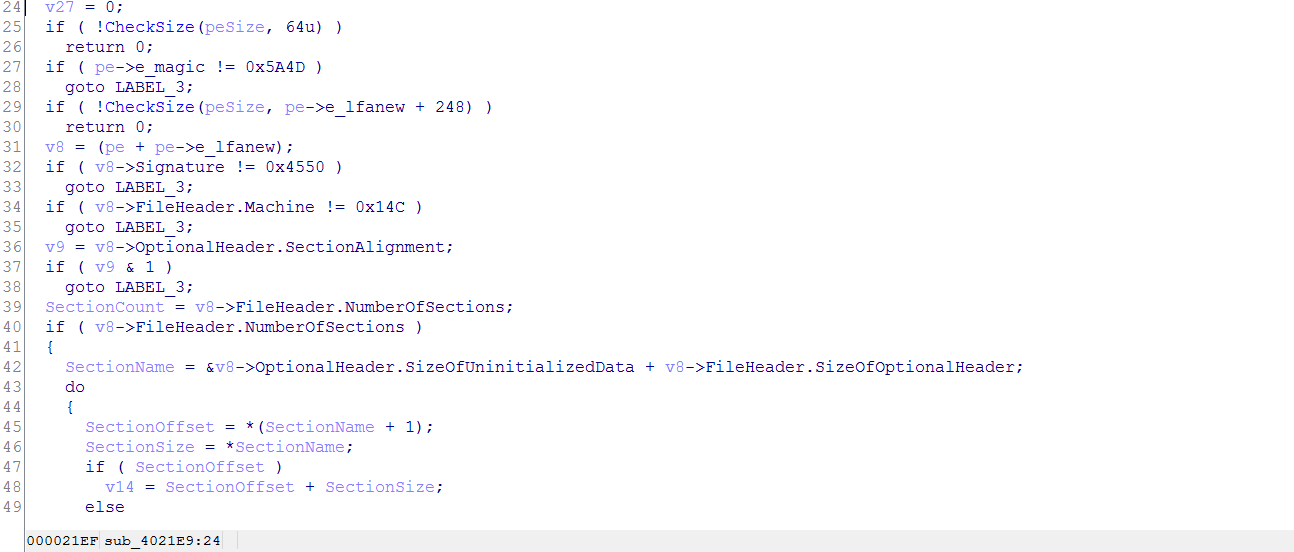 24 v27 = 0;
25 if ( !CheckSize(peSize, 64u) )
26 return 0;
27 if ( pe->e_magic != 0x5A4D )
28 goto LABEL_3;
29 if ( !CheckSize(peSize, pe->e_lfanew + 248) )
30 return 0;
31 v8 = (pe + pe->e_lfanew);
32 if ( v8->Signature != 0x4550 )
33 goto LABEL_3;
34 if ( v8->FileHeader.Machine != 0x14C )
35 goto LABEL_3;
36 v9 = v8->OptionalHeader.SectionAlignment;
37 if ( v9 & 1 )
38 goto LABEL_3;
39 SectionCount = v8->FileHeader.NumberOfSections;
40 if ( v8->FileHeader.NumberOfSections )
41 {
42 SectionName = &v8->OptionalHeader.SizeOfUninitializedData + v8->FileHeader.SizeOfOptionalHeader;
43 do
44 {
45 SectionOffset = *(SectionName + 1);
46 SectionSize = *SectionName;
47 if ( SectionOffset )
48 v14 = SectionOffset + SectionSize;
49 else
000021EF sub_4021E9:24